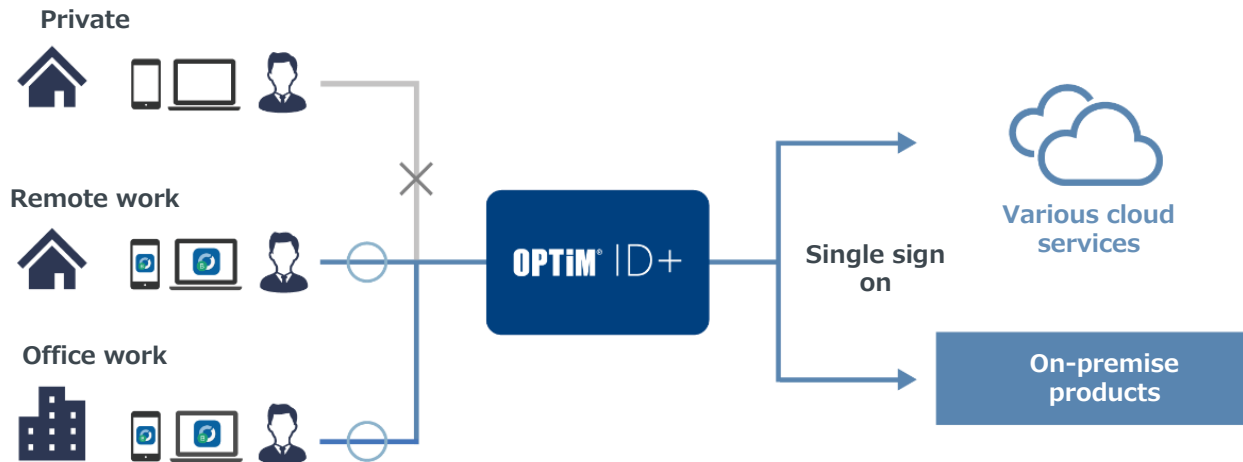 Private
Remote work
Office work
OPTiM® ID+
Single sign
on
Various cloud
services
On-premise
products